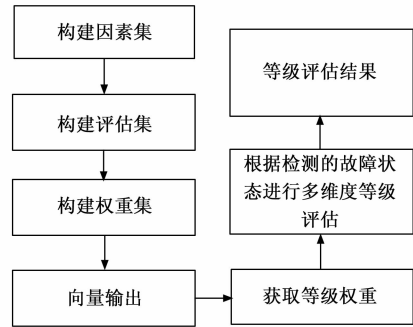 构建因素集
构建评估集
构建权重集
向量输出
获取等级权重
根据检测的故障状
态进行多维度等级
评估
等级评估结果